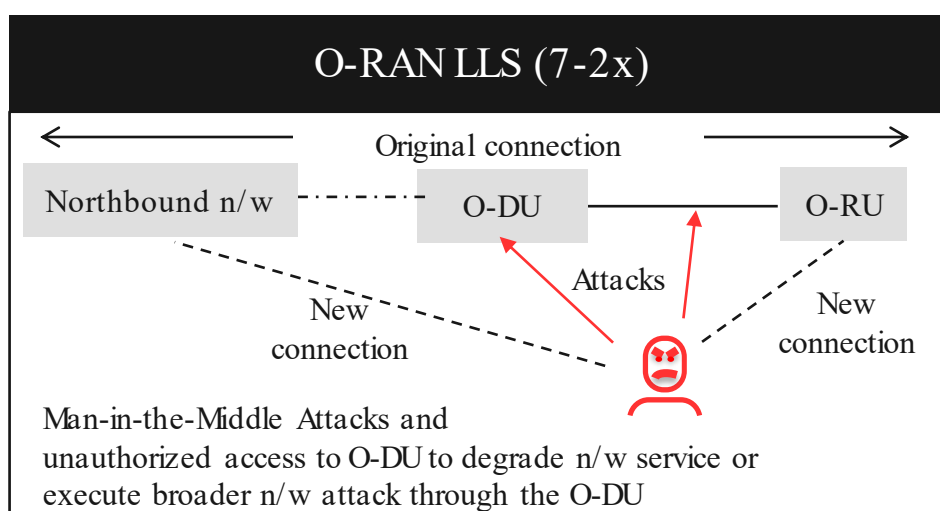 O-RAN LLS (7-2x)
Original connection
Northbound n/w
O-DU
O-RU
Attacks
New
connection
New
connection
Man-in-the-Middle Attacks and
unauthorized access to O-DU to degrade n/w service or
execute broader n/w attack through the O-DU